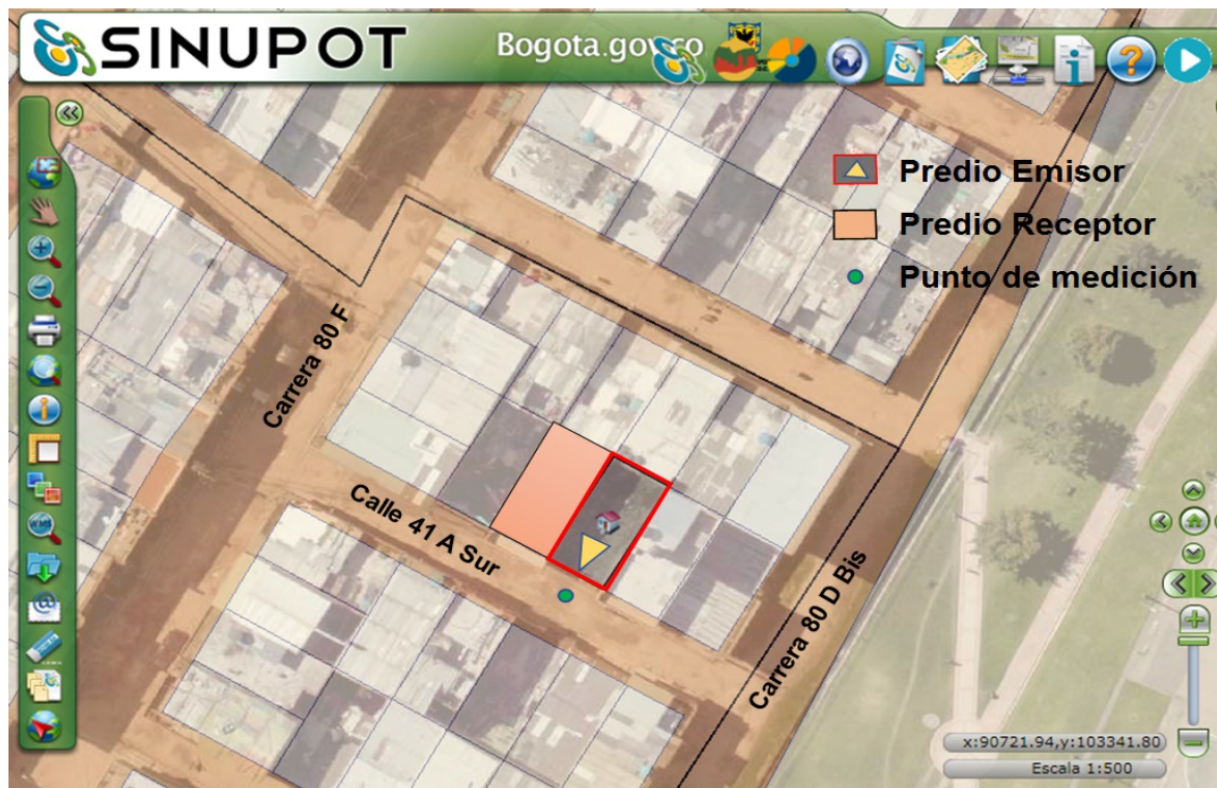 SINUPOT
Bogota.gov.co
Predio Emisor
Predio Receptor
Punto de medición
Carrera 80 F
Calle 41 A Sur
Carrera 80 D Bis
x:90721.94,y:103341.80
Escala 1:500